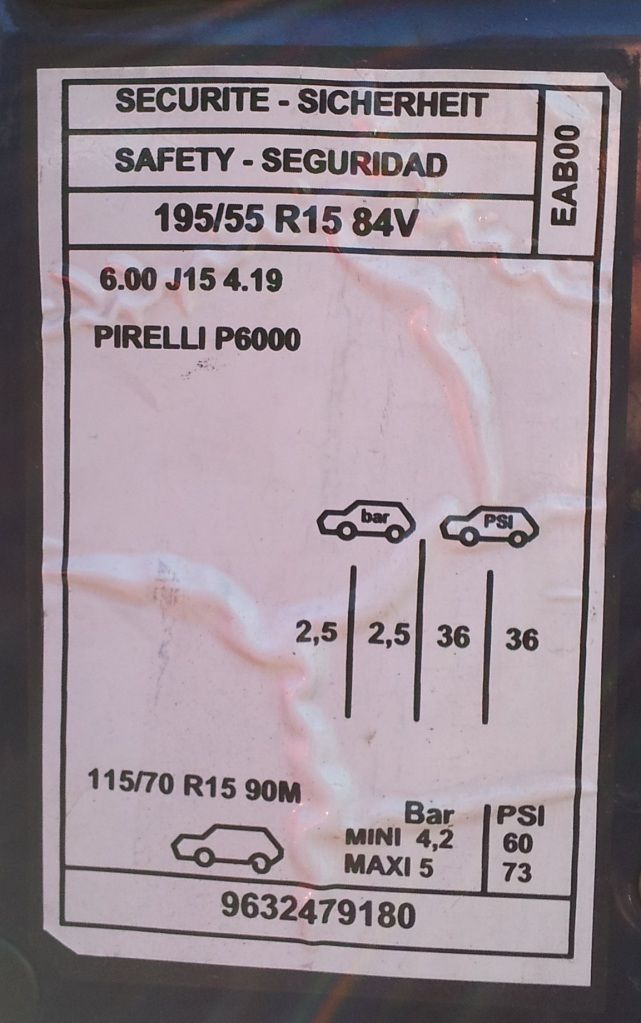 SECURITE - SICHERHEIT
SAFETY - SEGURIDAD
EAB00
195/55 R15 84V
6.00 J15 4.19
PIRELLI P6000
bar PSI
2,5 2,5 36 36
115/70 R15 90M
Bar PSI
MINI 4,2 60
MAXI 5 73
9632479180